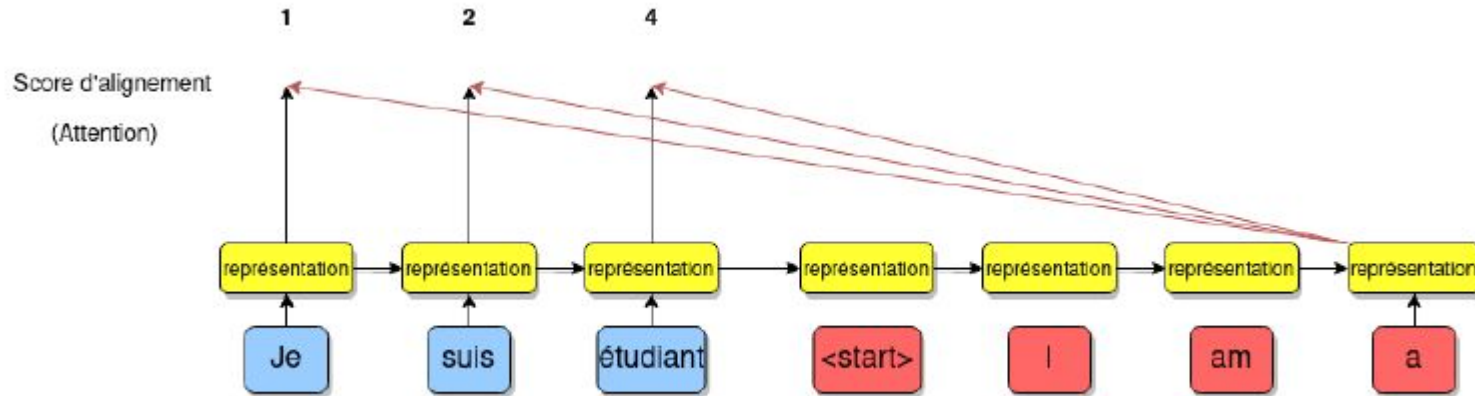 1 2 4
Score d'alignement
(Attention)
représentation représentation représentation représentation représentation représentation représentation
Je suis étudiant <start> I am a